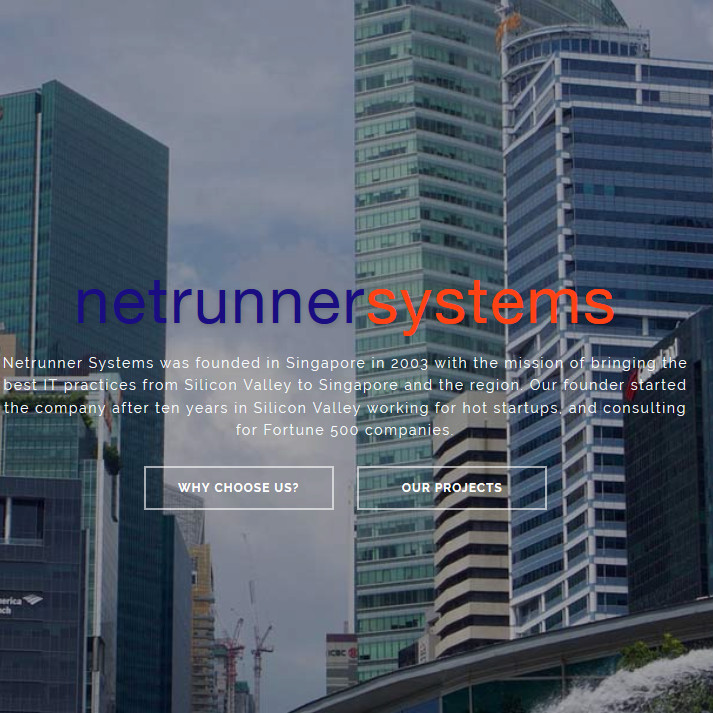 netrunnersystems
Netrunner Systems was founded in Singapore in 2003 with the mission of bringing the
best IT practices from Silicon Valley to Singapore and the region. Our founder started
the company after ten years in Silicon Valley working for hot startups, and consulting
for Fortune 500 companies.
WHY CHOOSE US?
OUR PROJECTS
erica
nch
ICBC